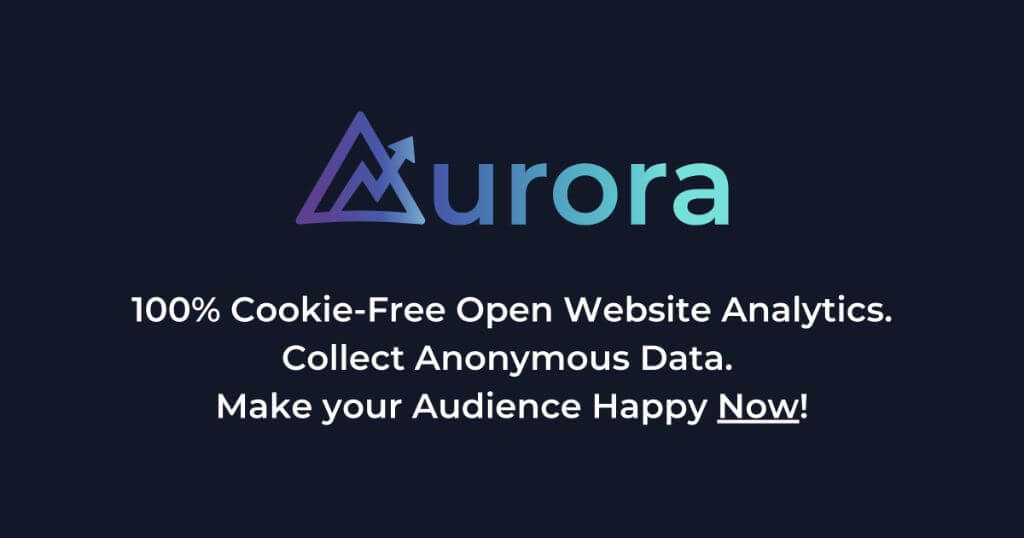 Aurora
100% Cookie-Free Open Website Analytics.
Collect Anonymous Data.
Make your Audience Happy Now!